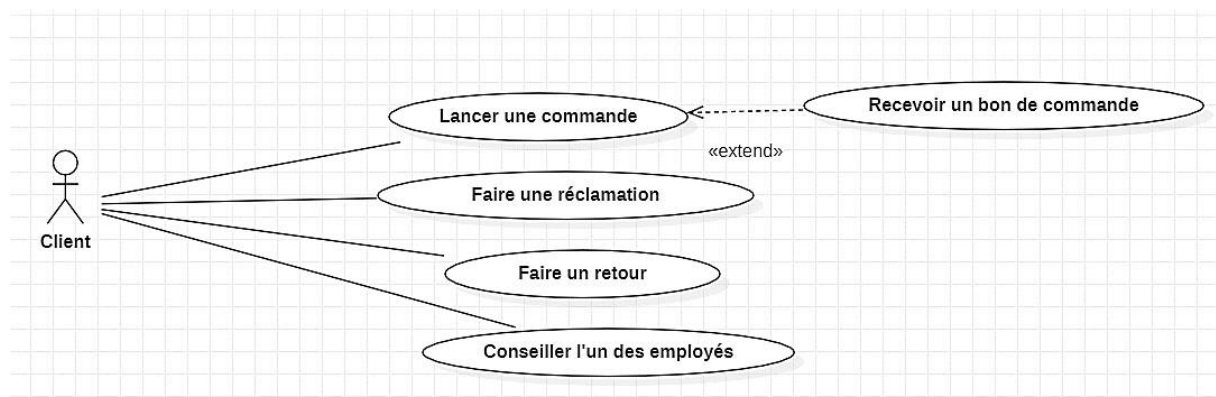 Lancer une commande
Recevoir un bon de commande
«extend»
Faire une réclamation
Client
Faire un retour
Conseiller l'un des employés